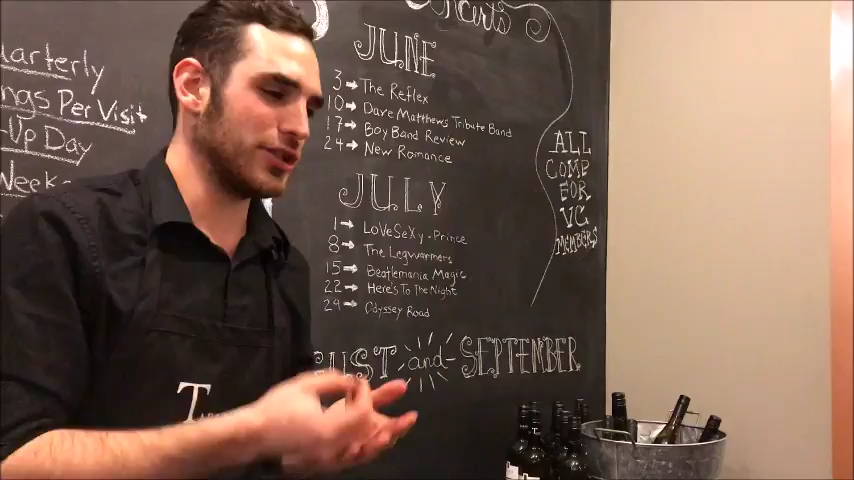 Concerts
uarterly
ngs Per Visit
-Up Day
Week
JUNE
3 → The Reflex
10 → Dave Matthews Tribute Band
17 → Boy Band Review
24 → New Romance
JULY
1 → LoVeSeXy - Prince
8 → The Legwarmers
15 → Beatlemania Magic
22 → Here's To The Night
29 → Odyssey Road
UST and SEPTEMBER
ALL
COMP
FOR
VC
MEMBERS
T